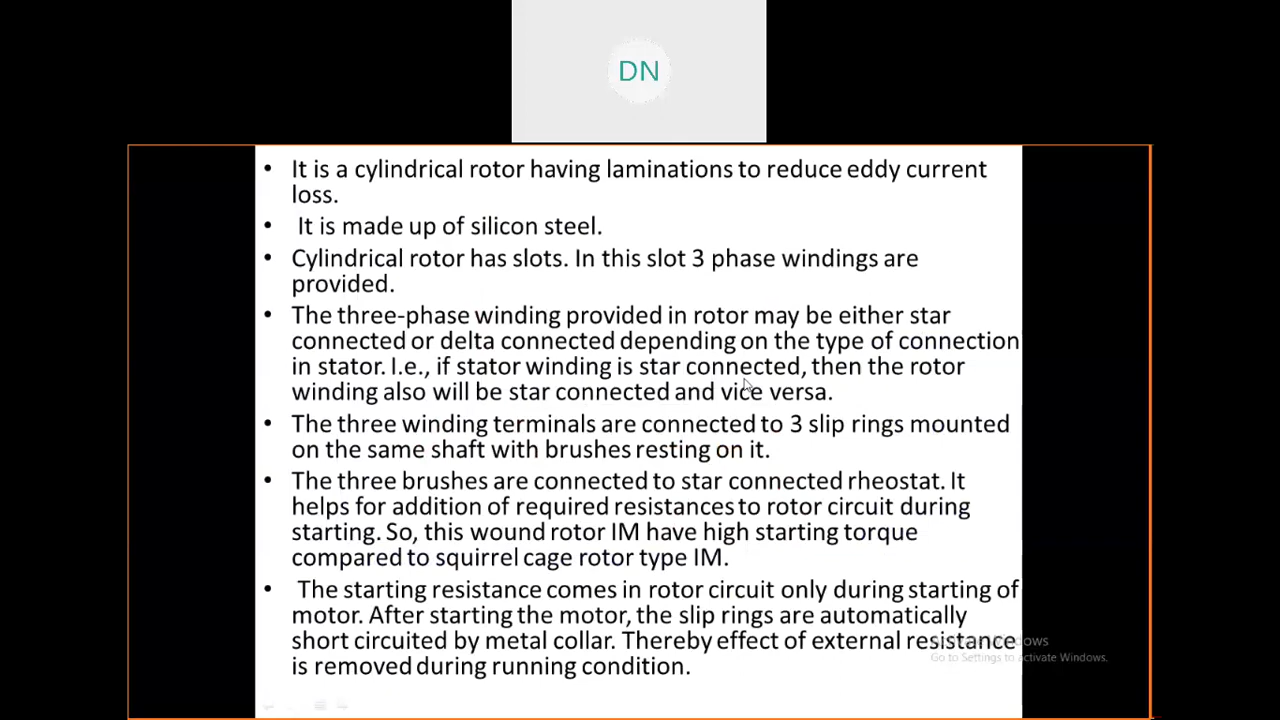 DN
• It is a cylindrical rotor having laminations to reduce eddy current
loss.
• It is made up of silicon steel.
• Cylindrical rotor has slots. In this slot 3 phase windings are
provided.
• The three-phase winding provided in rotor may be either star
connected or delta connected depending on the type of connection
in stator. I.e., if stator winding is star connected, then the rotor
winding also will be star connected and vice versa.
• The three winding terminals are connected to 3 slip rings mounted
on the same shaft with brushes resting on it.
• The three brushes are connected to star connected rheostat. It
helps for addition of required resistances to rotor circuit during
starting. So, this wound rotor IM have high starting torque
compared to squirrel cage rotor type IM.
• The starting resistance comes in rotor circuit only during starting of
motor. After starting the motor, the slip rings are automatically
short circuited by metal collar. Thereby effect of external resistance
is removed during running condition.
Activate Windows
Go to Settings to activate Windows.